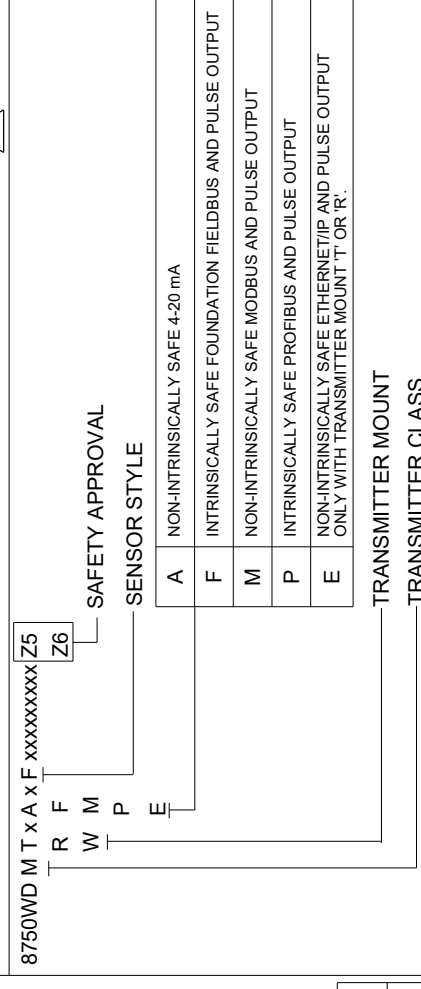 8750WD M T x A x F xxxxxxxxx Z5
R F Z6
W M
P
E
SAFETY APPROVAL
SENSOR STYLE
A NON-INTRINSICALLY SAFE 4-20 mA
F INTRINSICALLY SAFE FOUNDATION FIELDBUS AND PULSE OUTPUT
M NON-INTRINSICALLY SAFE MODBUS AND PULSE OUTPUT
P INTRINSICALLY SAFE PROFIBUS AND PULSE OUTPUT
E NON-INTRINSICALLY SAFE ETHERNET/IP AND PULSE OUTPUT
ONLY WITH TRANSMITTER MOUNT 'T' OR 'R'.
TRANSMITTER MOUNT
TRANSMITTER CLASS